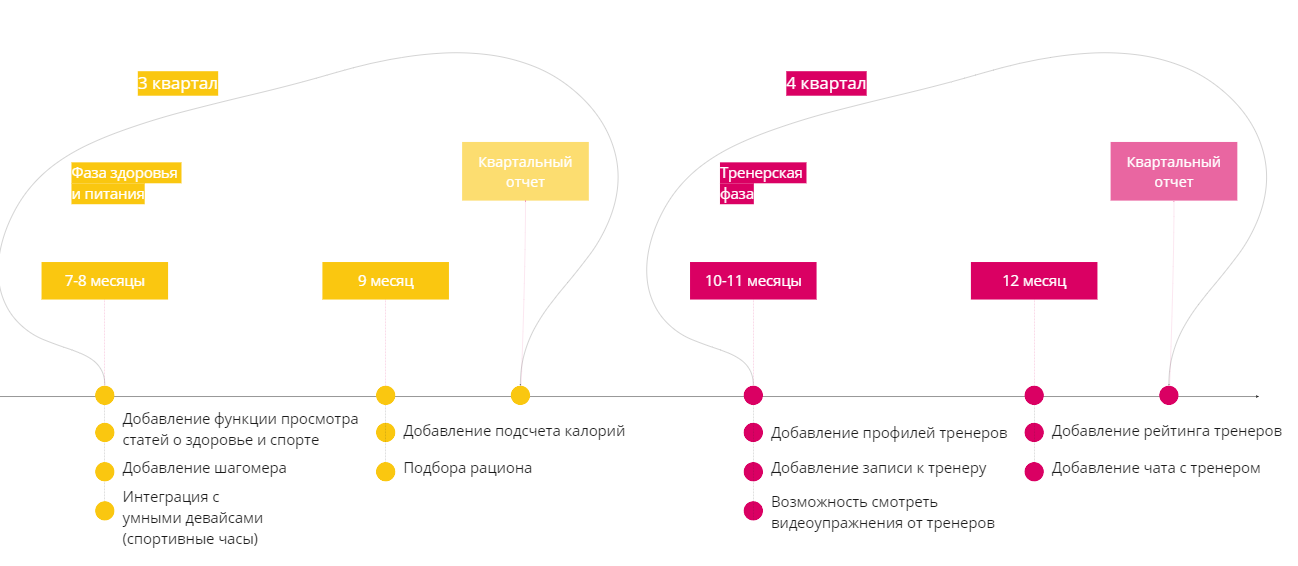 3 квартал
Фаза здоровья
и питания
Квартальный
отчет
7-8 месяцы
9 месяц
Добавление функции просмотра
статей о здоровье и спорте
Добавление шагомера
Интеграция с
умными девайсами
(спортивные часы)
Добавление подсчета калорий
Подбора рациона
4 квартал
Тренерская
фаза
Квартальный
отчет
10-11 месяцы
12 месяц
Добавление профилей тренеров
Добавление записи к тренеру
Возможность смотреть
видеоупражнения от тренеров
Добавление рейтинга тренеров
Добавление чата с тренером